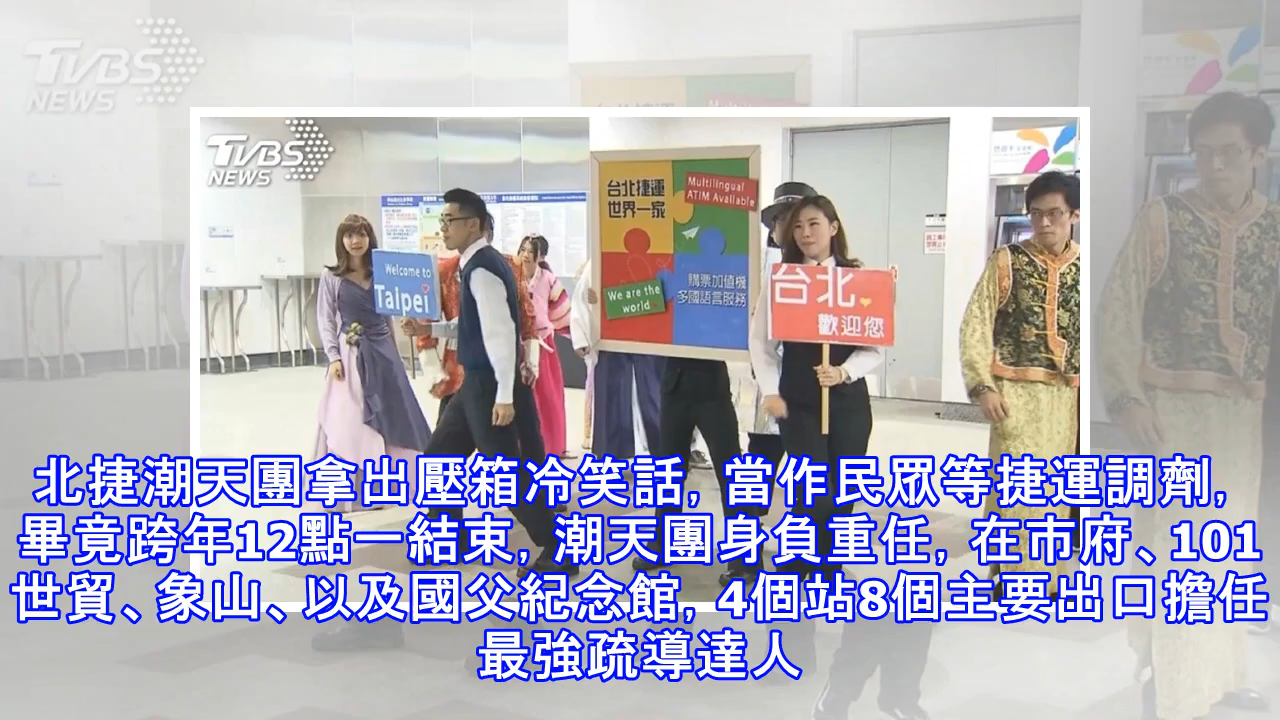 TVBS
NEWS
TVBS
NEWS
台北捷運
世界一家
Multilingual
ATIM Available
We are the
world
購票加值機
多國語言服務
Welcome to
Taipei
台北
歡迎您
北捷潮天團拿出壓箱冷笑話, 當作民眾等捷運調劑,
畢竟跨年12點一結束, 潮天團身負重任, 在市府、101
世貿、象山、以及國父紀念館, 4個站8個主要出口擔任
最強疏導達人